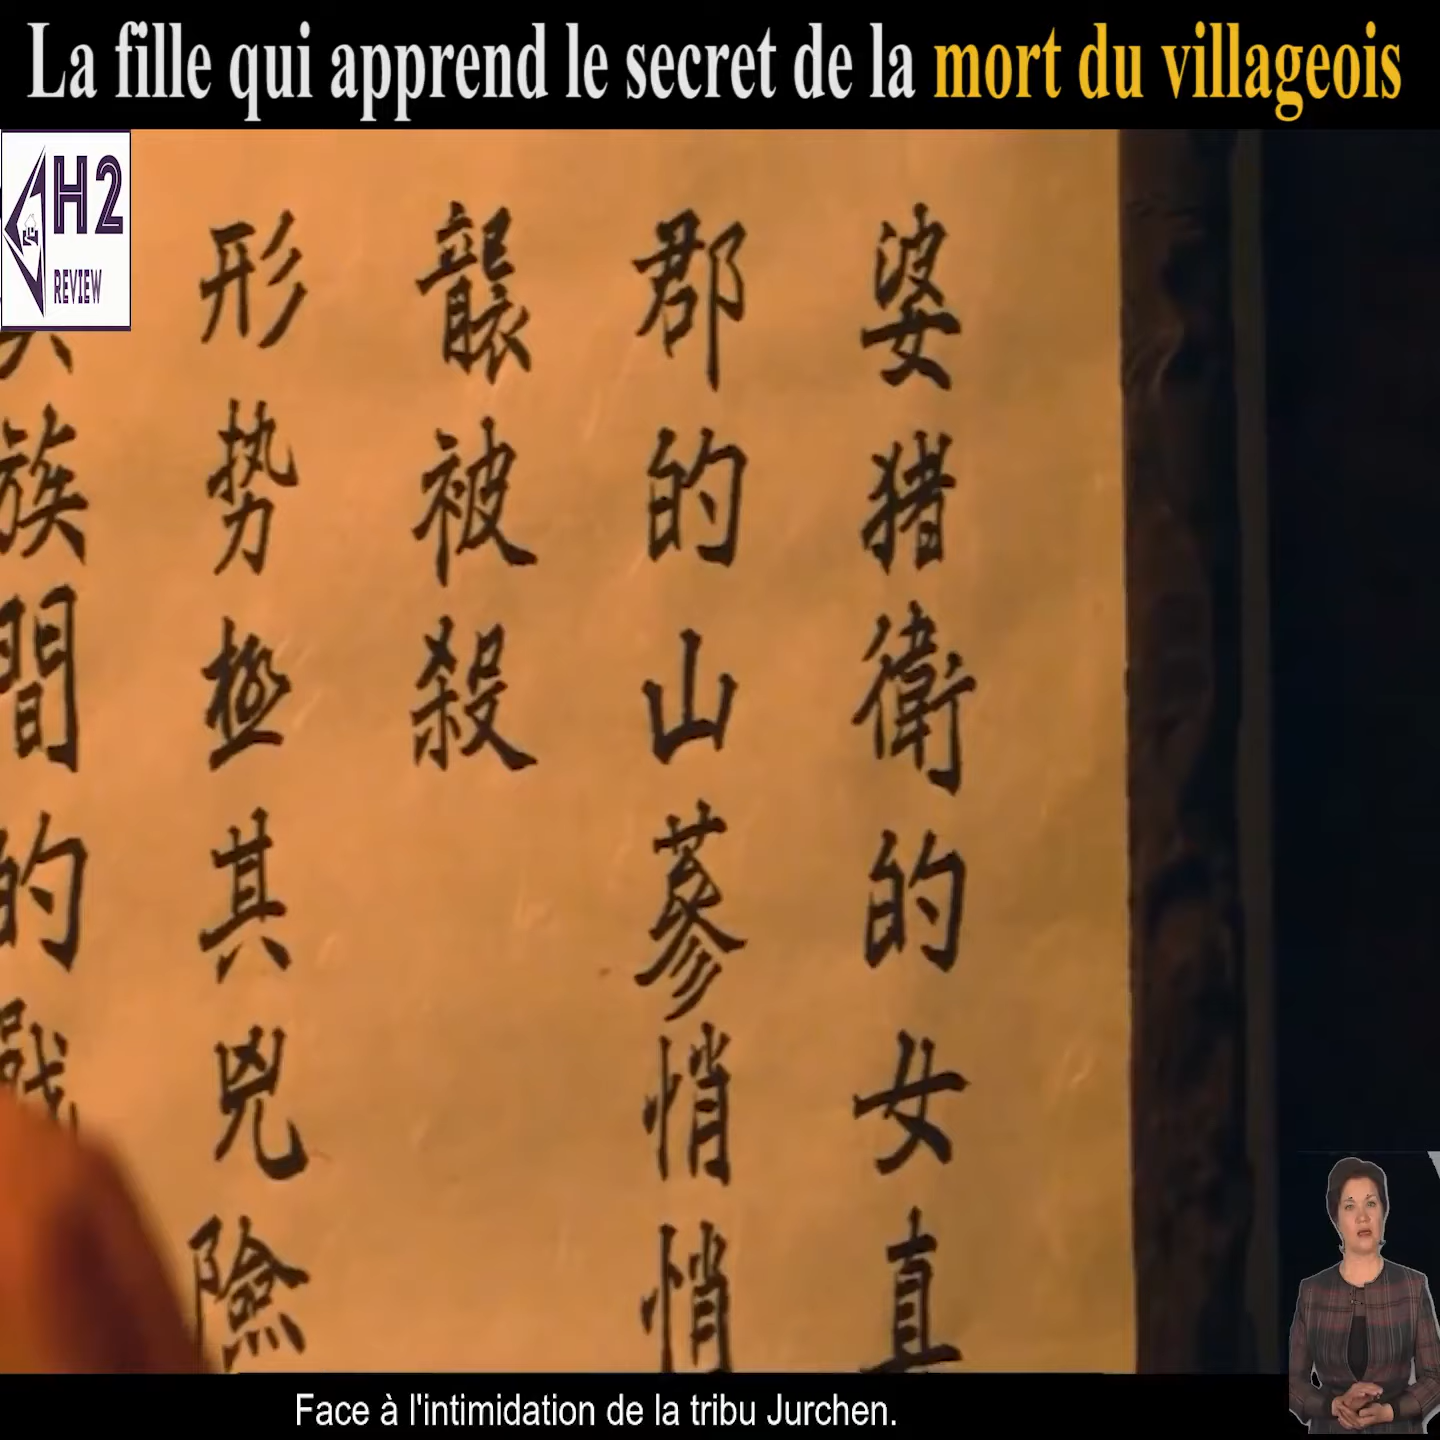 La fille qui apprend le secret de la mort du villageois
H2
REVIEW
婆猪衛的女真
郡的山蔘悄悄
襲被殺
形势極其兇險
族間的戰
Face à l'intimidation de la tribu Jurchen.